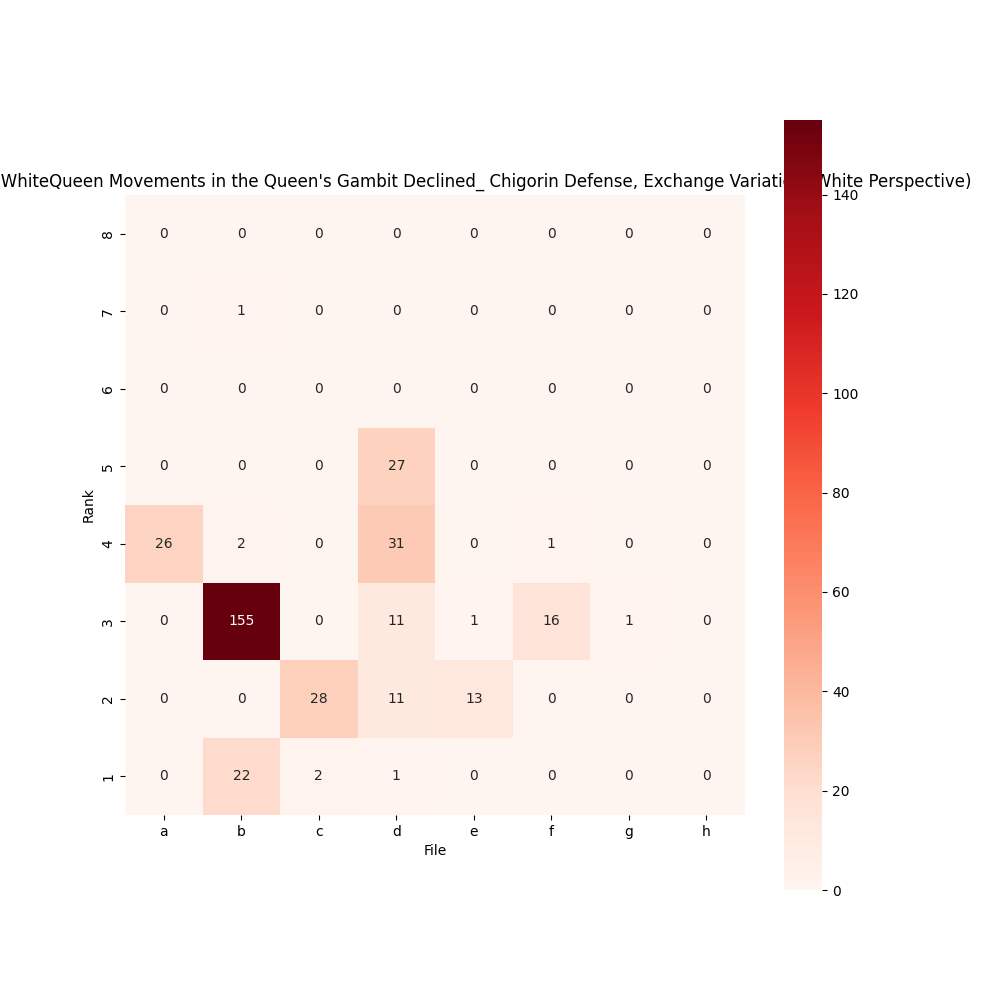 WhiteQueen Movements in the Queen's Gambit Declined_ Chigorin Defense, Exchange Variati White Perspective)
140
8 0 0 0 0 0 0 0 0
120
7 0 1 0 0 0 0 0 0
6 0 0 0 0 0 0 0 0
100
5 0 0 0 27 0 0 0 0
80
Rank
4 26 2 0 31 0 1 0 0
60
3 0 155 0 11 1 16 1 0
40
2 0 0 28 11 13 0 0 0
20
1 0 22 2 1 0 0 0 0
a b c d e f g h
File
0